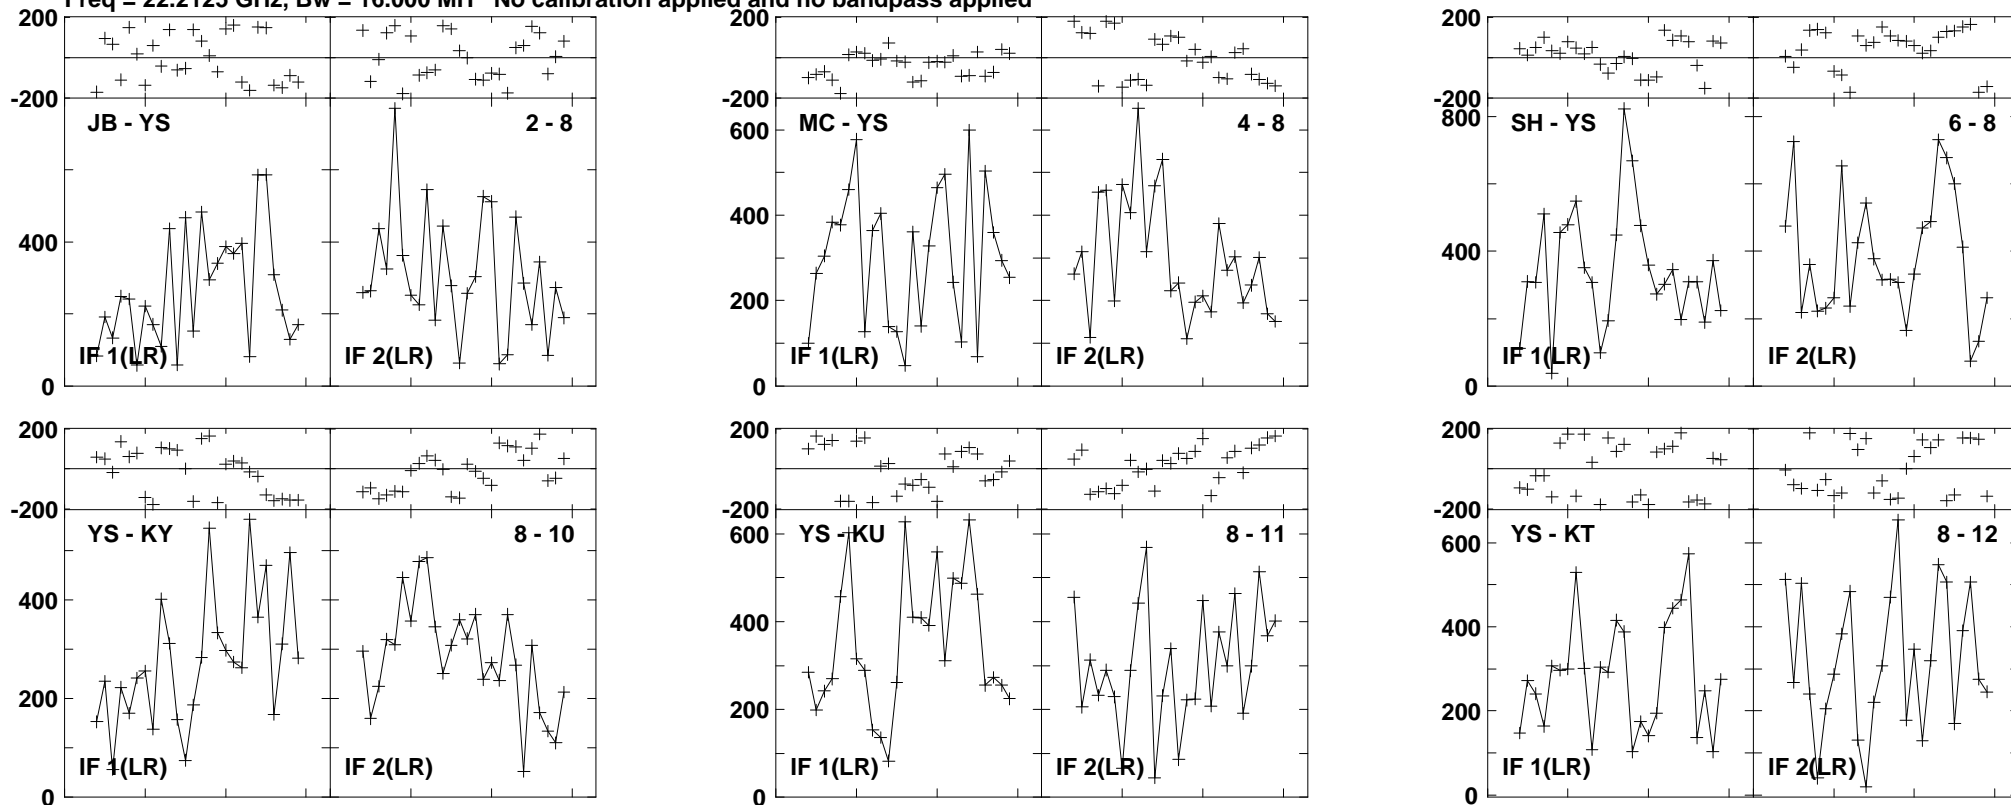 Freq = 22.2125 GHz, Bw = 16.000 MH No calibration applied and no bandpass applied
200
-200
JB - YS
2 - 8
400
IF 1(LR)
IF 2(LR)
0
200
-200
600
MC - YS
4 - 8
400
200
IF 1(LR)
IF 2(LR)
0
200
-200
800
SH - YS
6 - 8
400
IF 1(LR)
IF 2(LR)
0
200
-200
YS - KY
8 - 10
400
200
IF 1(LR)
IF 2(LR)
0
200
-200
600
YS - KU
8 - 11
400
200
IF 1(LR)
IF 2(LR)
0
200
-200
600
YS - KT
8 - 12
400
200
IF 1(LR)
IF 2(LR)
0